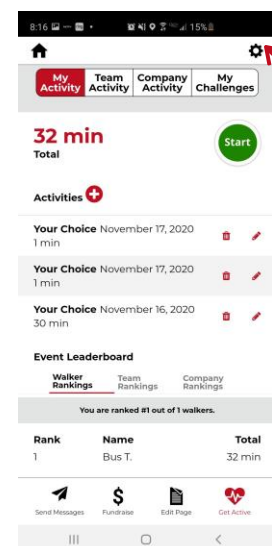 8:16
15%
My Activity
Team Activity
Company Activity
My Challenges
32 min
Total
Start
Activities
Your Choice November 17, 2020
1 min
Your Choice November 17, 2020
1 min
Your Choice November 16, 2020
30 min
Event Leaderboard
Walker Rankings
Team Rankings
Company Rankings
You are ranked #1 out of 1 walkers.
Rank Name Total
1 Bus T. 32 min
Send Messages Fundraise Edit Page Get Active